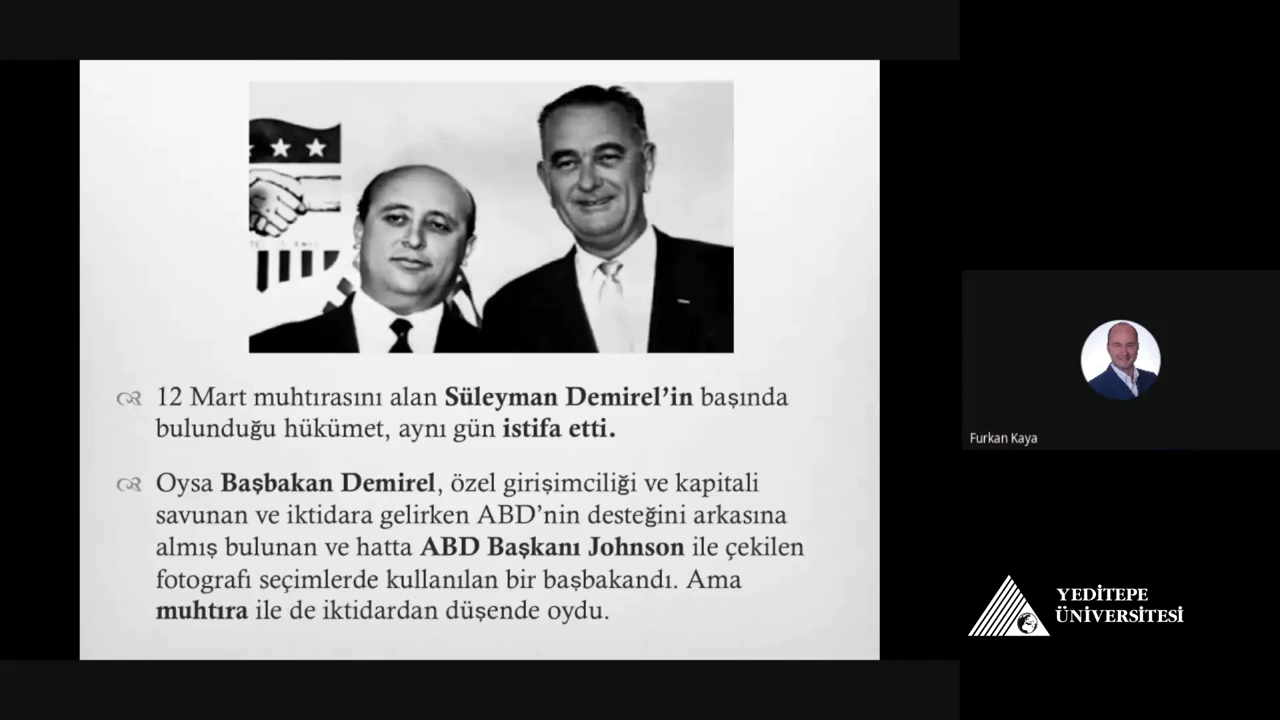 12 Mart muhtırasını alan Süleyman Demirel'in başında
bulunduğu hükümet, aynı gün istifa etti.
Oysa Başbakan Demirel, özel girişimciliği ve kapitali
savunan ve iktidara gelirken ABD'nin desteğini arkasına
almış bulunan ve hatta ABD Başkanı Johnson ile çekilen
fotografı seçimlerde kullanılan bir başbakandı. Ama
muhtıra ile de iktidardan düşende oydu.
Furkan Kaya
YEDİTEPE
ÜNİVERSİTESİ